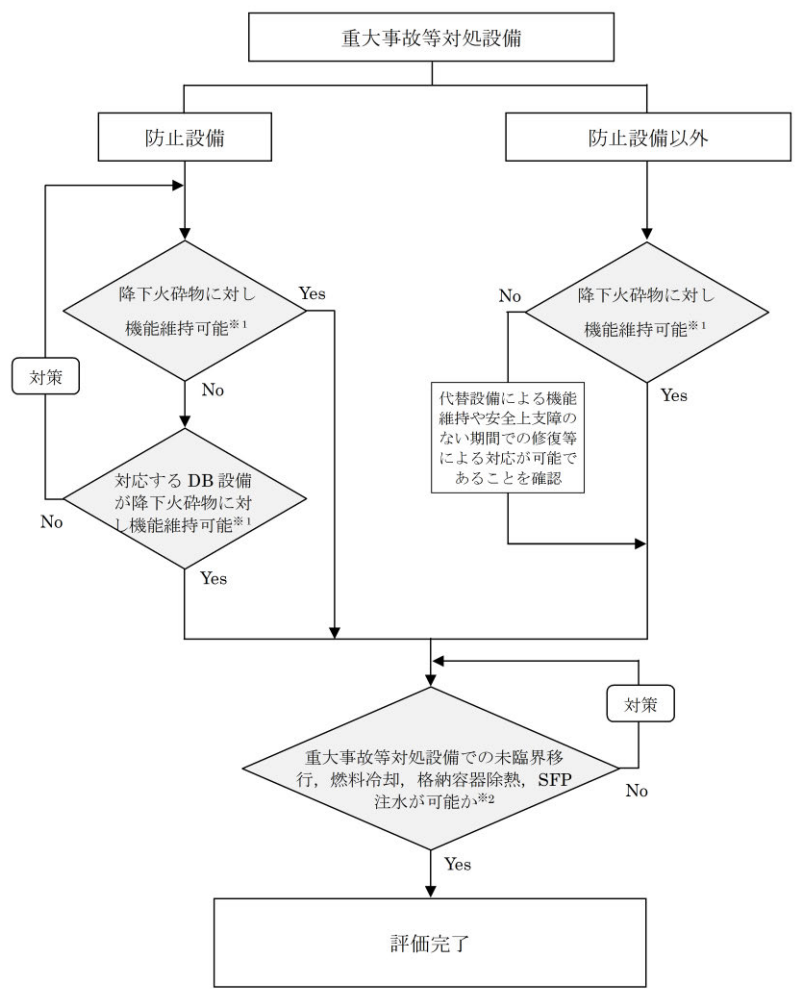 重大事故等対処設備
防止設備
防止設備以外
降下火砕物に対し
機能維持可能※1
Yes
No
対策
対応する DB 設備
が降下火砕物に対
し機能維持可能※1
No
Yes
No
降下火砕物に対し
機能維持可能※1
Yes
代替設備による機能
維持や安全上支障の
ない期間での修復等
による対応が可能で
あることを確認
対策
重大事故等対処設備での未臨界移
行，燃料冷却，格納容器除熱，SFP
注水が可能か※2
No
Yes
評価完了